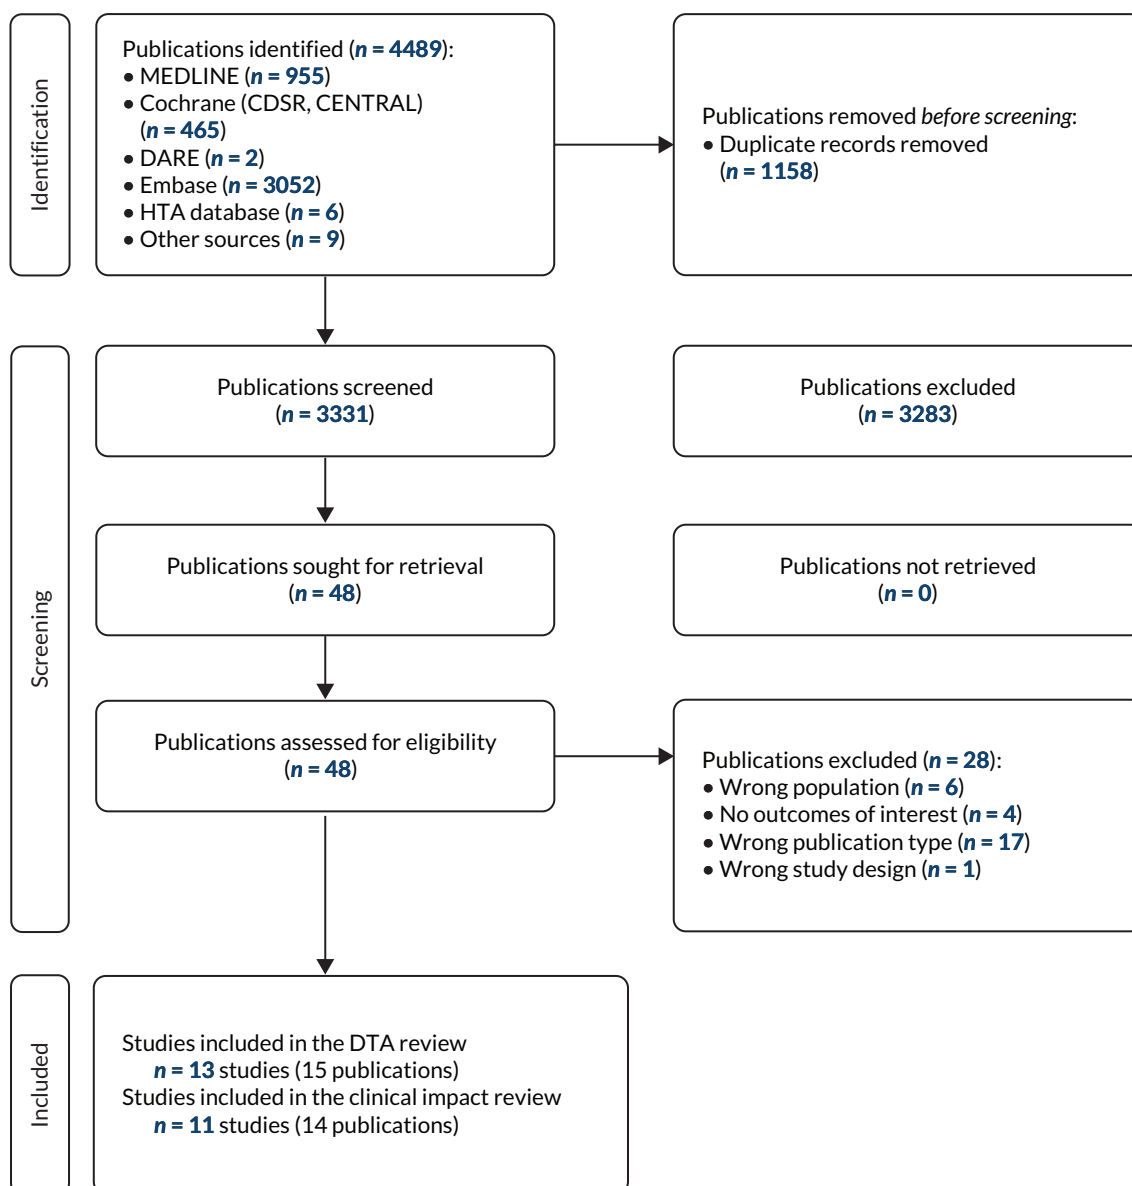 Identification
Publications identified (n = 4489):
• MEDLINE (n = 955)
• Cochrane (CDSR, CENTRAL)
(n = 465)
• DARE (n = 2)
• Embase (n = 3052)
• HTA database (n = 6)
• Other sources (n = 9)
Publications removed before screening:
• Duplicate records removed
(n = 1158)
Screening
Publications screened
(n = 3331)
Publications excluded
(n = 3283)
Publications sought for retrieval
(n = 48)
Publications not retrieved
(n = 0)
Publications assessed for eligibility
(n = 48)
Publications excluded (n = 28):
• Wrong population (n = 6)
• No outcomes of interest (n = 4)
• Wrong publication type (n = 17)
• Wrong study design (n = 1)
Included
Studies included in the DTA review
n = 13 studies (15 publications)
Studies included in the clinical impact review
n = 11 studies (14 publications)